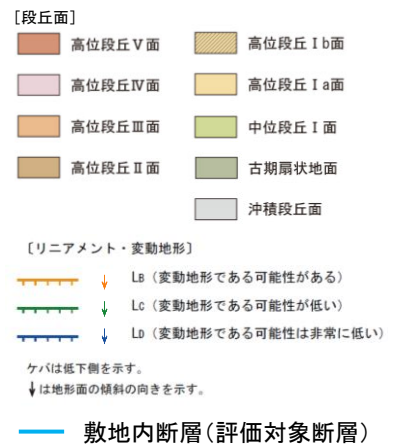 ［段丘面］
高位段丘Ⅴ面
高位段丘Ⅳ面
高位段丘Ⅲ面
高位段丘Ⅱ面
高位段丘Ⅰb面
高位段丘Ⅰa面
中位段丘Ⅰ面
古期扇状地面
沖積段丘面
〔リニアメント・変動地形〕
LB（変動地形である可能性がある）
LC（変動地形である可能性が低い）
LD（変動地形である可能性は非常に低い）
ケバは低下側を示す。
↓は地形面の傾斜の向きを示す。
敷地内断層（評価対象断層）